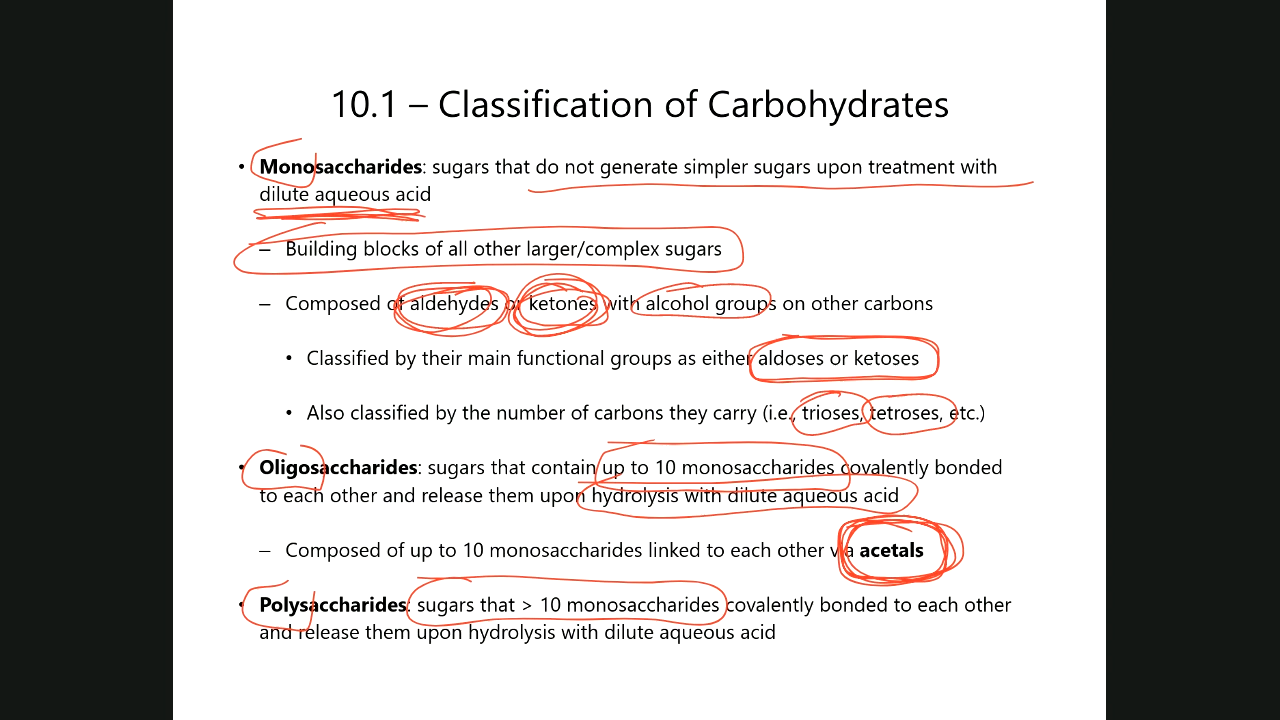 10.1 – Classification of Carbohydrates
• Monosaccharides: sugars that do not generate simpler sugars upon treatment with
dilute aqueous acid
– Building blocks of all other larger/complex sugars
– Composed of aldehydes or ketones with alcohol groups on other carbons
• Classified by their main functional groups as either aldoses or ketoses
• Also classified by the number of carbons they carry (i.e., trioses, tetroses, etc.)
• Oligosaccharides: sugars that contain up to 10 monosaccharides covalently bonded
to each other and release them upon hydrolysis with dilute aqueous acid
– Composed of up to 10 monosaccharides linked to each other via acetals
• Polysaccharides: sugars that > 10 monosaccharides covalently bonded to each other
and release them upon hydrolysis with dilute aqueous acid